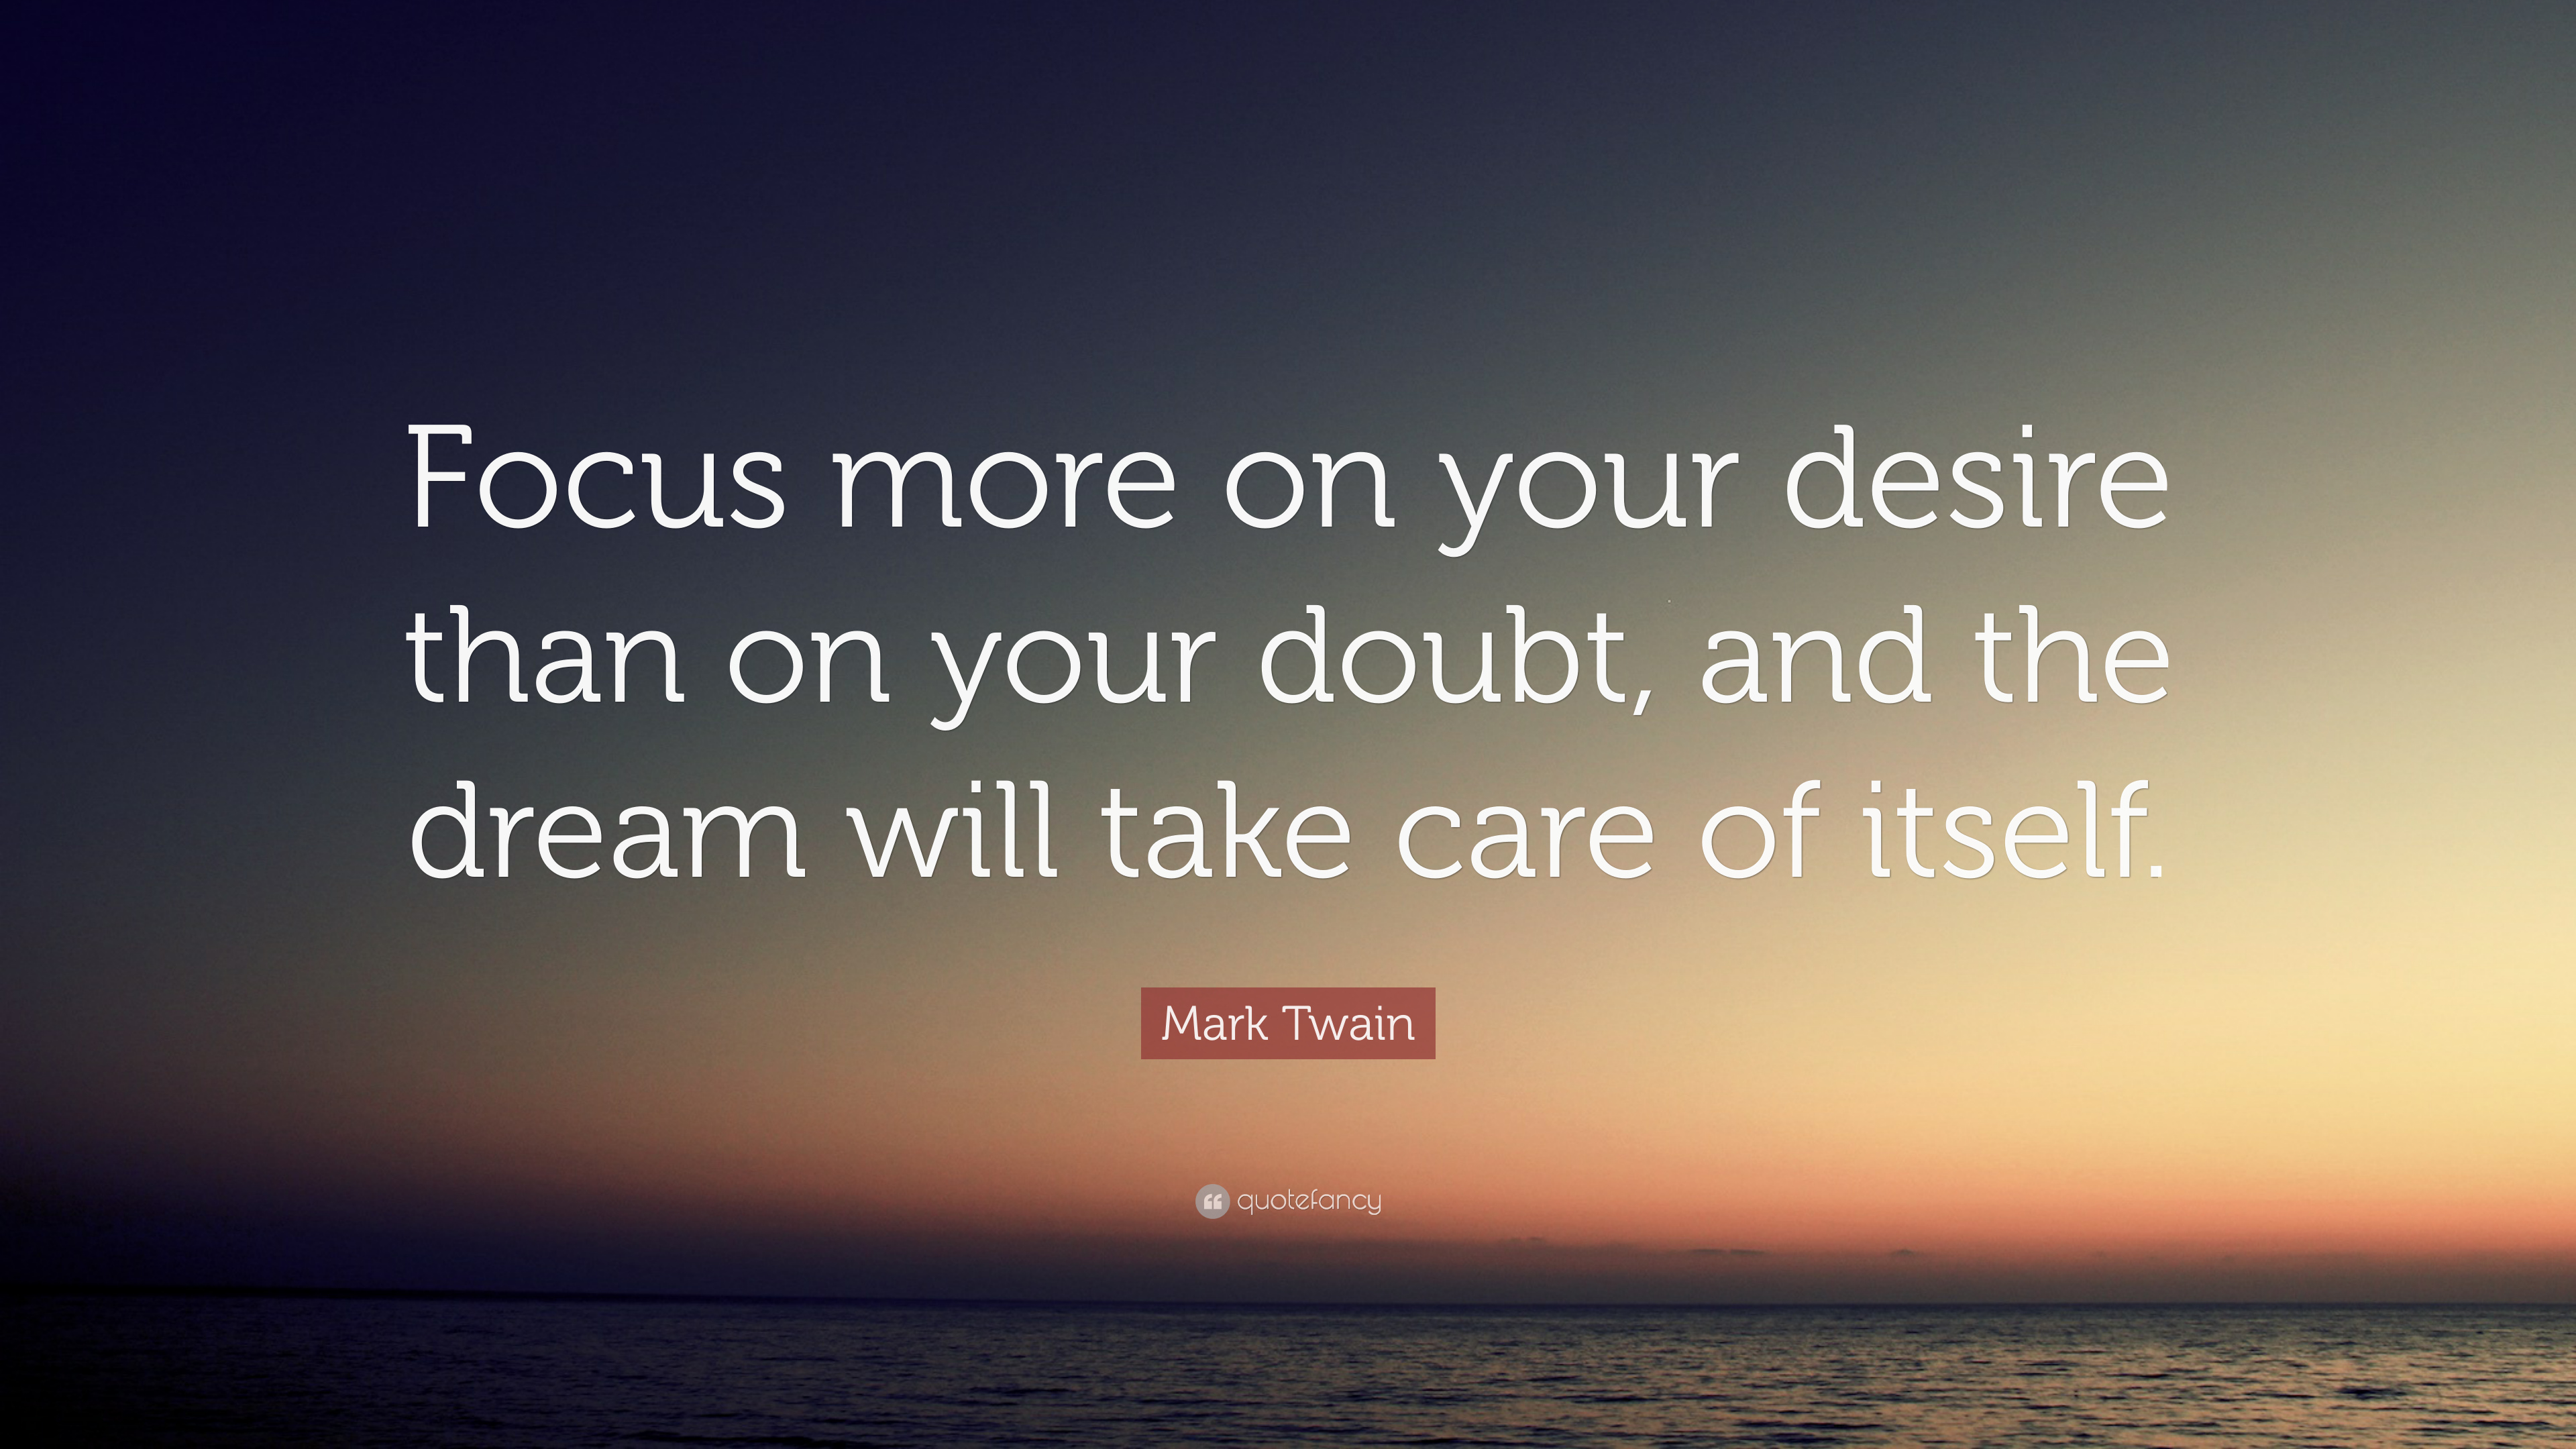 Focus more on your desire
than on your doubt, and the
dream will take care of itself.
Mark Twain
quotefancy